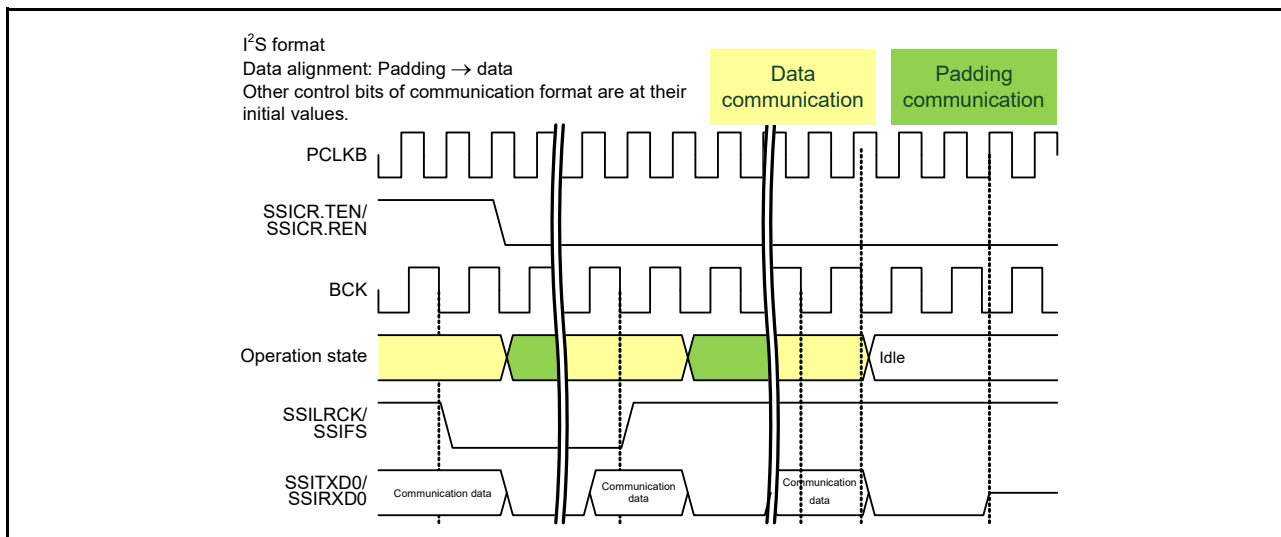 I²S format
Data alignment: Padding → data
Other control bits of communication format are at their
initial values.
Data
communication
Padding
communication
PCLKB
SSICR.TEN/
SSICR.REN
BCK
Operation state
Idle
SSILRCK/
SSIFS
SSITXD0/
SSIRXD0
Communication data
Communication
data
Communication
data